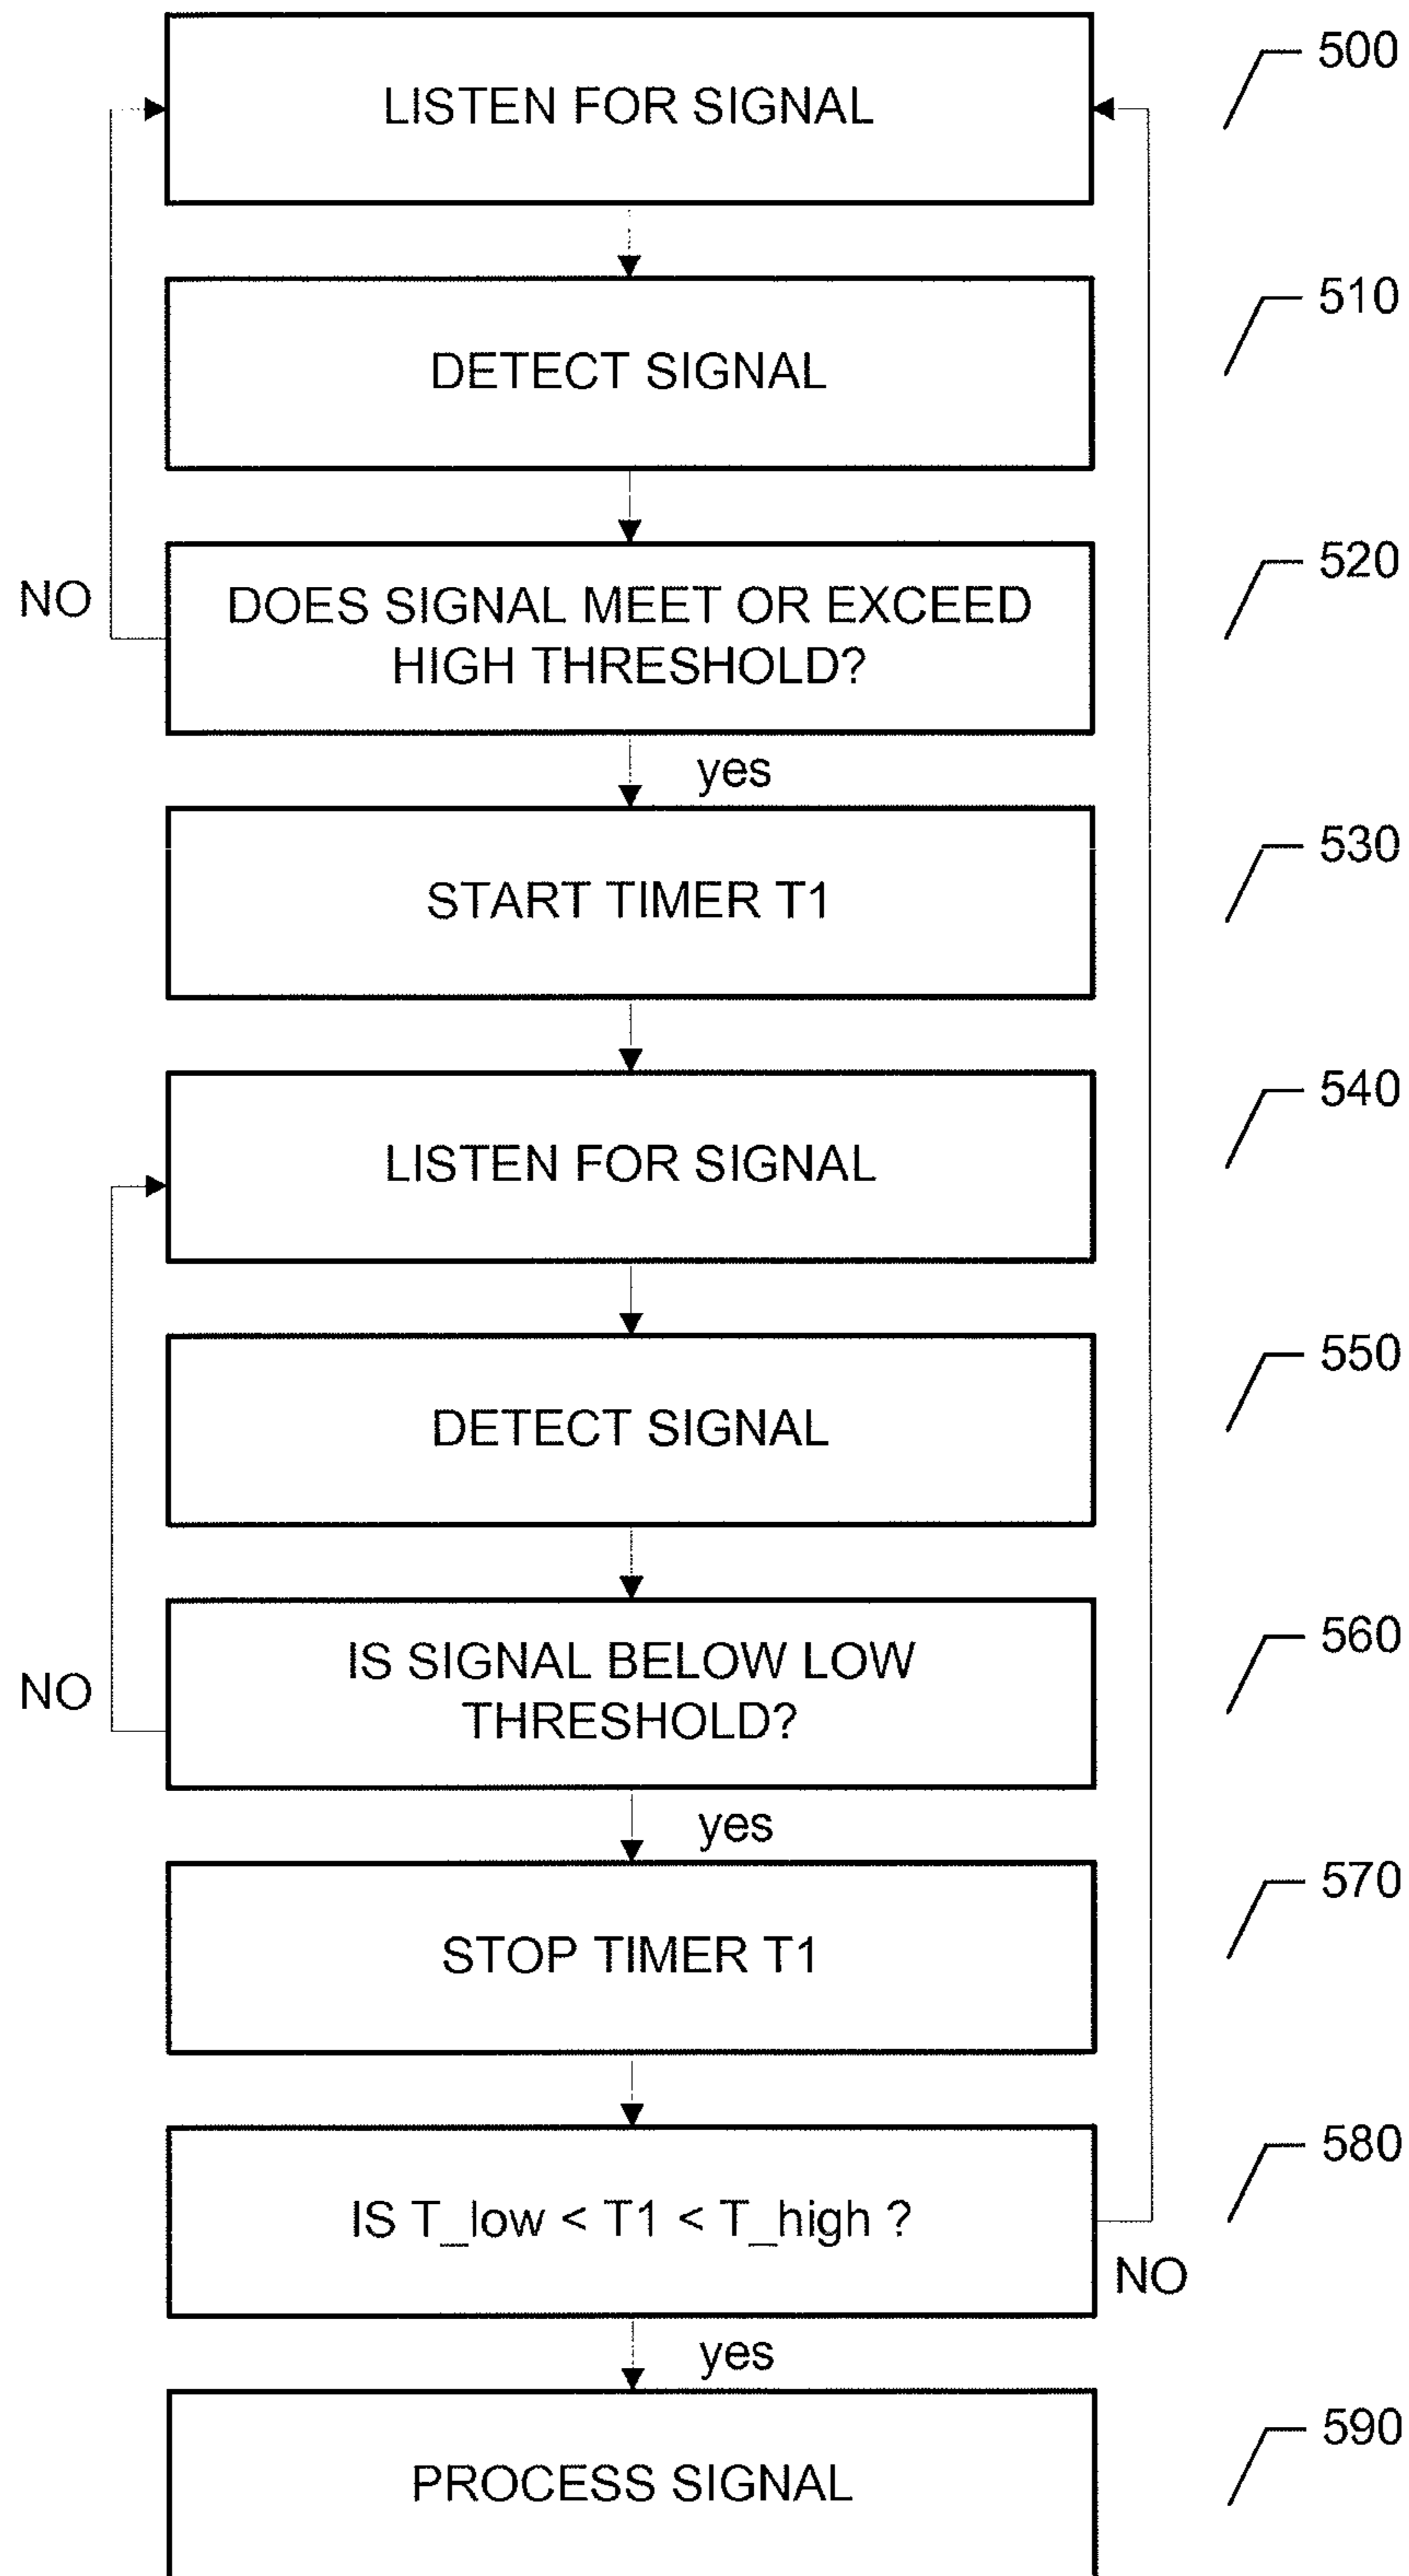 LISTEN FOR SIGNAL
500
DETECT SIGNAL
510
DOES SIGNAL MEET OR EXCEED
HIGH THRESHOLD?
520
NO
yes
START TIMER T1
530
LISTEN FOR SIGNAL
540
DETECT SIGNAL
550
IS SIGNAL BELOW LOW
THRESHOLD?
560
NO
yes
STOP TIMER T1
570
IS T_low < T1 < T_high ?
580
NO
yes
PROCESS SIGNAL
590